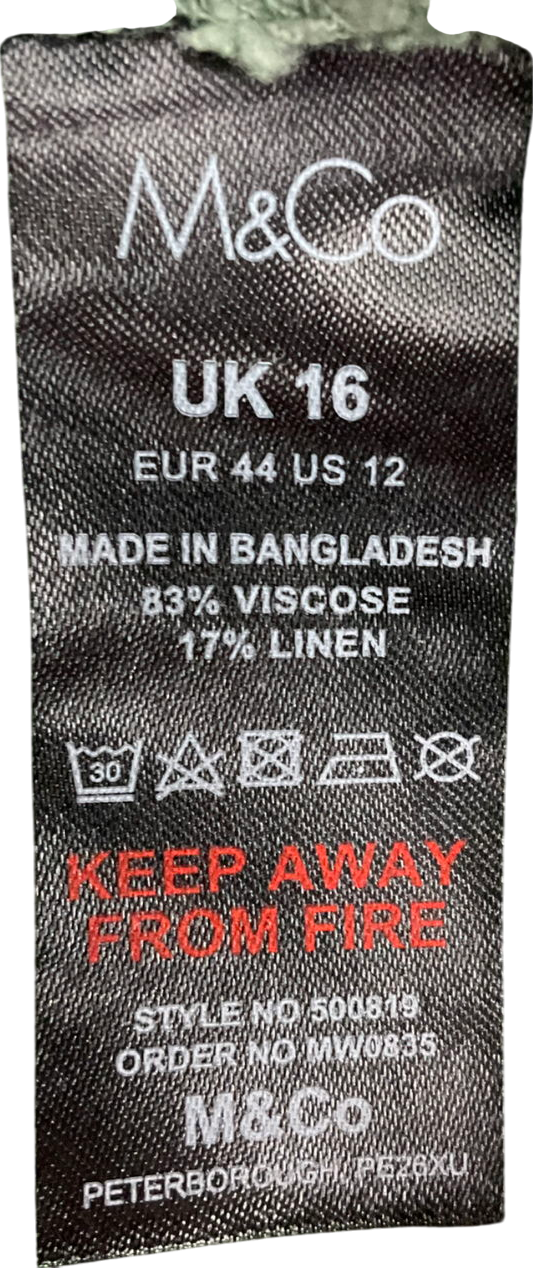 M&Co
UK 16
EUR 44 US 12
MADE IN BANGLADESH
83% VISCOSE
17% LINEN
30
KEEP AWAY
FROM FIRE
STYLE NO 500819
ORDER NO MW0835
M&Co
PETERBOROUGH, PE26XU